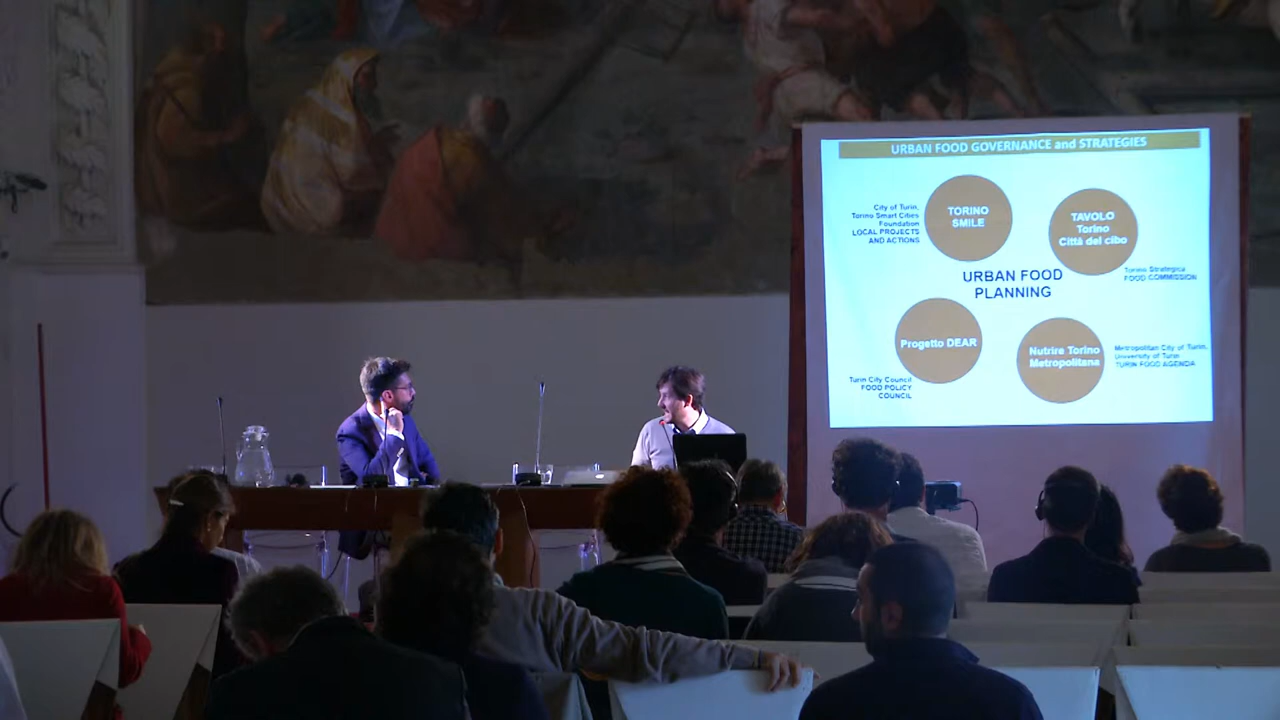 URBAN FOOD GOVERNANCE and STRATEGIES
City of Turin,
Torino Smart Cities
Foundation
LOCAL PROJECTS
AND ACTIONS
TORINO
SMILE
TAVOLO
Torino
Città del cibo
Torino Strategica
FOOD COMMISSION
URBAN FOOD
PLANNING
Progetto DEAR
Turin City Council
FOOD POLICY
COUNCIL
Nutrire Torino
Metropolitana
Metropolitan City of Turin,
University of Turin
TURIN FOOD AGENDA